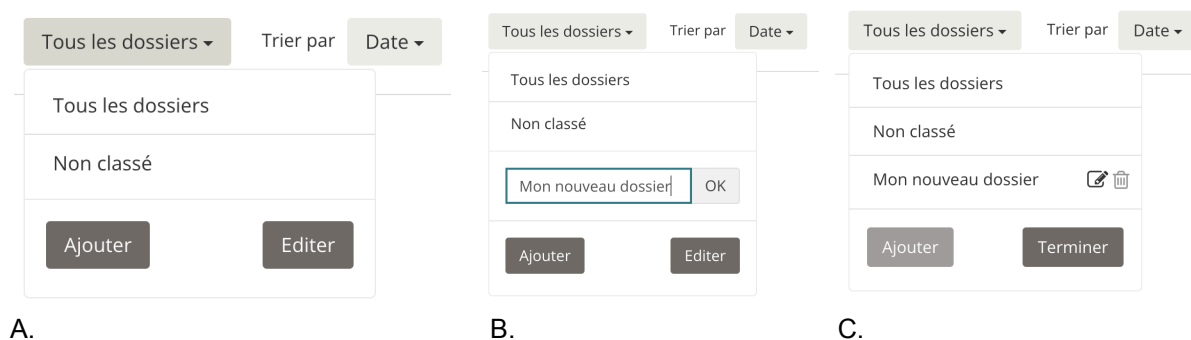 Tous les dossiers
Trier par
Date
Tous les dossiers
Non classé
Ajouter
Editer
A.
Tous les dossiers
Trier par
Date
Tous les dossiers
Non classé
Mon nouveau dossier
OK
Ajouter
Editer
B.
Tous les dossiers
Trier par
Date
Tous les dossiers
Non classé
Mon nouveau dossier
Ajouter
Terminer
C.